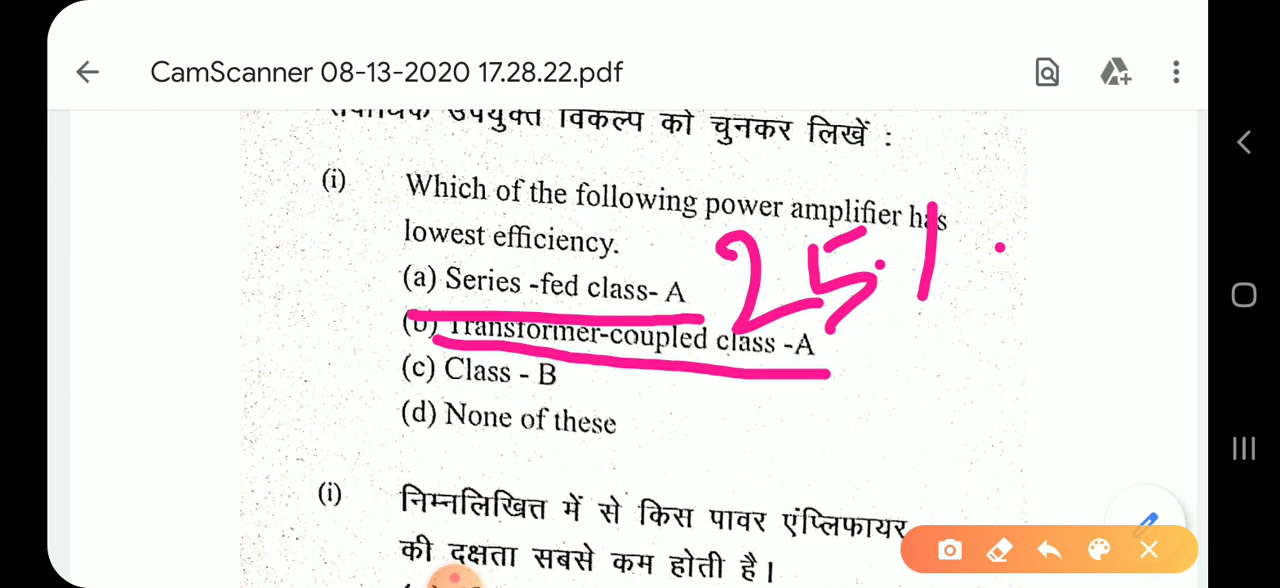 CamScanner 08-13-2020 17.28.22.pdf
उपयुक्त विकल्प को चुनकर लिखें :
(i) Which of the following power amplifier has
lowest efficiency.
(a) Series -fed class- A
25%
(b) Transformer-coupled class -A
(c) Class - B
(d) None of these
(i) निम्नलिखित में से किस पावर एंप्लिफायर
की दक्षता सबसे कम होती है।